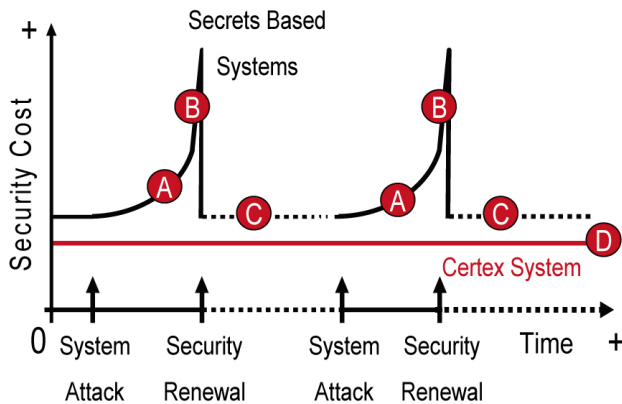 +
Secrets Based
Systems
Security Cost
B
B
A
A
C
C
D
Certex System
0
System
Attack
Security
Renewal
System
Attack
Security
Renewal
Time
+